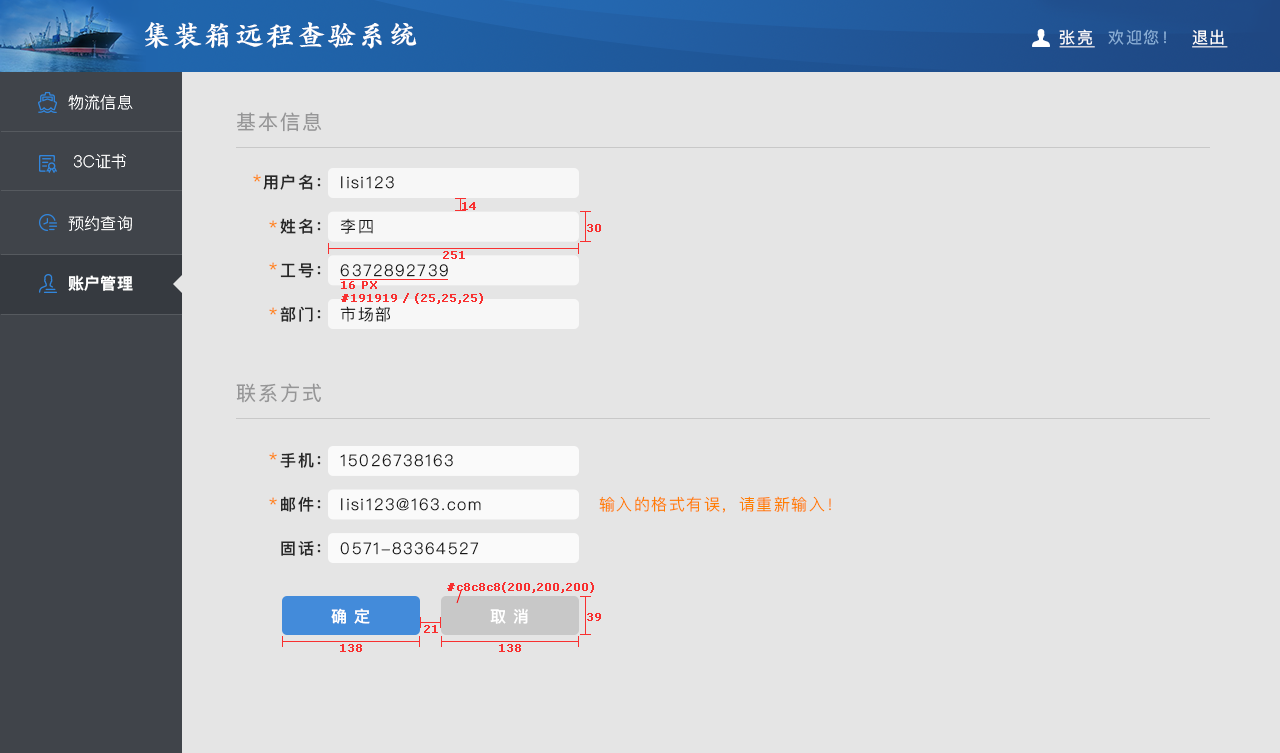 集装箱远程查验系统
张亮 欢迎您！ 退出
物流信息
3C证书
预约查询
账户管理
基本信息
*用户名： lisi123
14
*姓名： 李四
30
251
*工号： 6372892739
16 PX
#191919 / (25,25,25)
*部门： 市场部
联系方式
*手机： 15026738163
*邮件： lisi123@163.com 输入的格式有误，请重新输入！
固话： 0571-83364527
#c8c8c8(200,200,200)
确 定 取 消
39
21
138 138